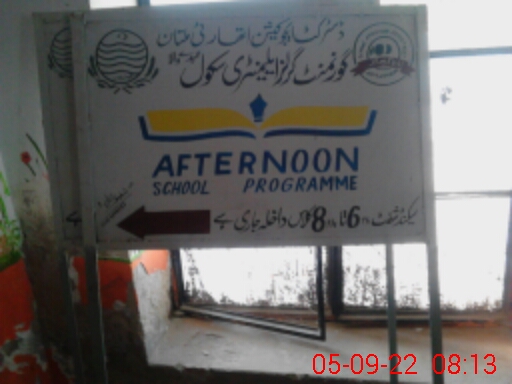 ڈسٹرکٹ ایجوکیشن اتھارٹی ملتان
گورنمنٹ گرلز ایلیمنٹری سکول
AFTERNOON
SCHOOL PROGRAMME
سیکنڈ شفٹ 6 تا 8 کلاس داخلہ جاری ہے
05-09-22 08:13